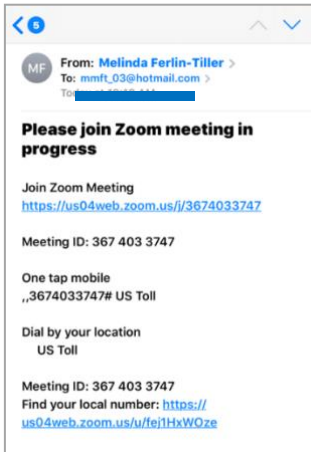 5
MF
From: Melinda Ferlin-Tiller >
To: mmft_03@hotmail.com >
Please join Zoom meeting in
progress
Join Zoom Meeting
https://us04web.zoom.us/j/3674033747
Meeting ID: 367 403 3747
One tap mobile
,,3674033747# US Toll
Dial by your location
US Toll
Meeting ID: 367 403 3747
Find your local number: https://
us04web.zoom.us/u/fej1HxWOze